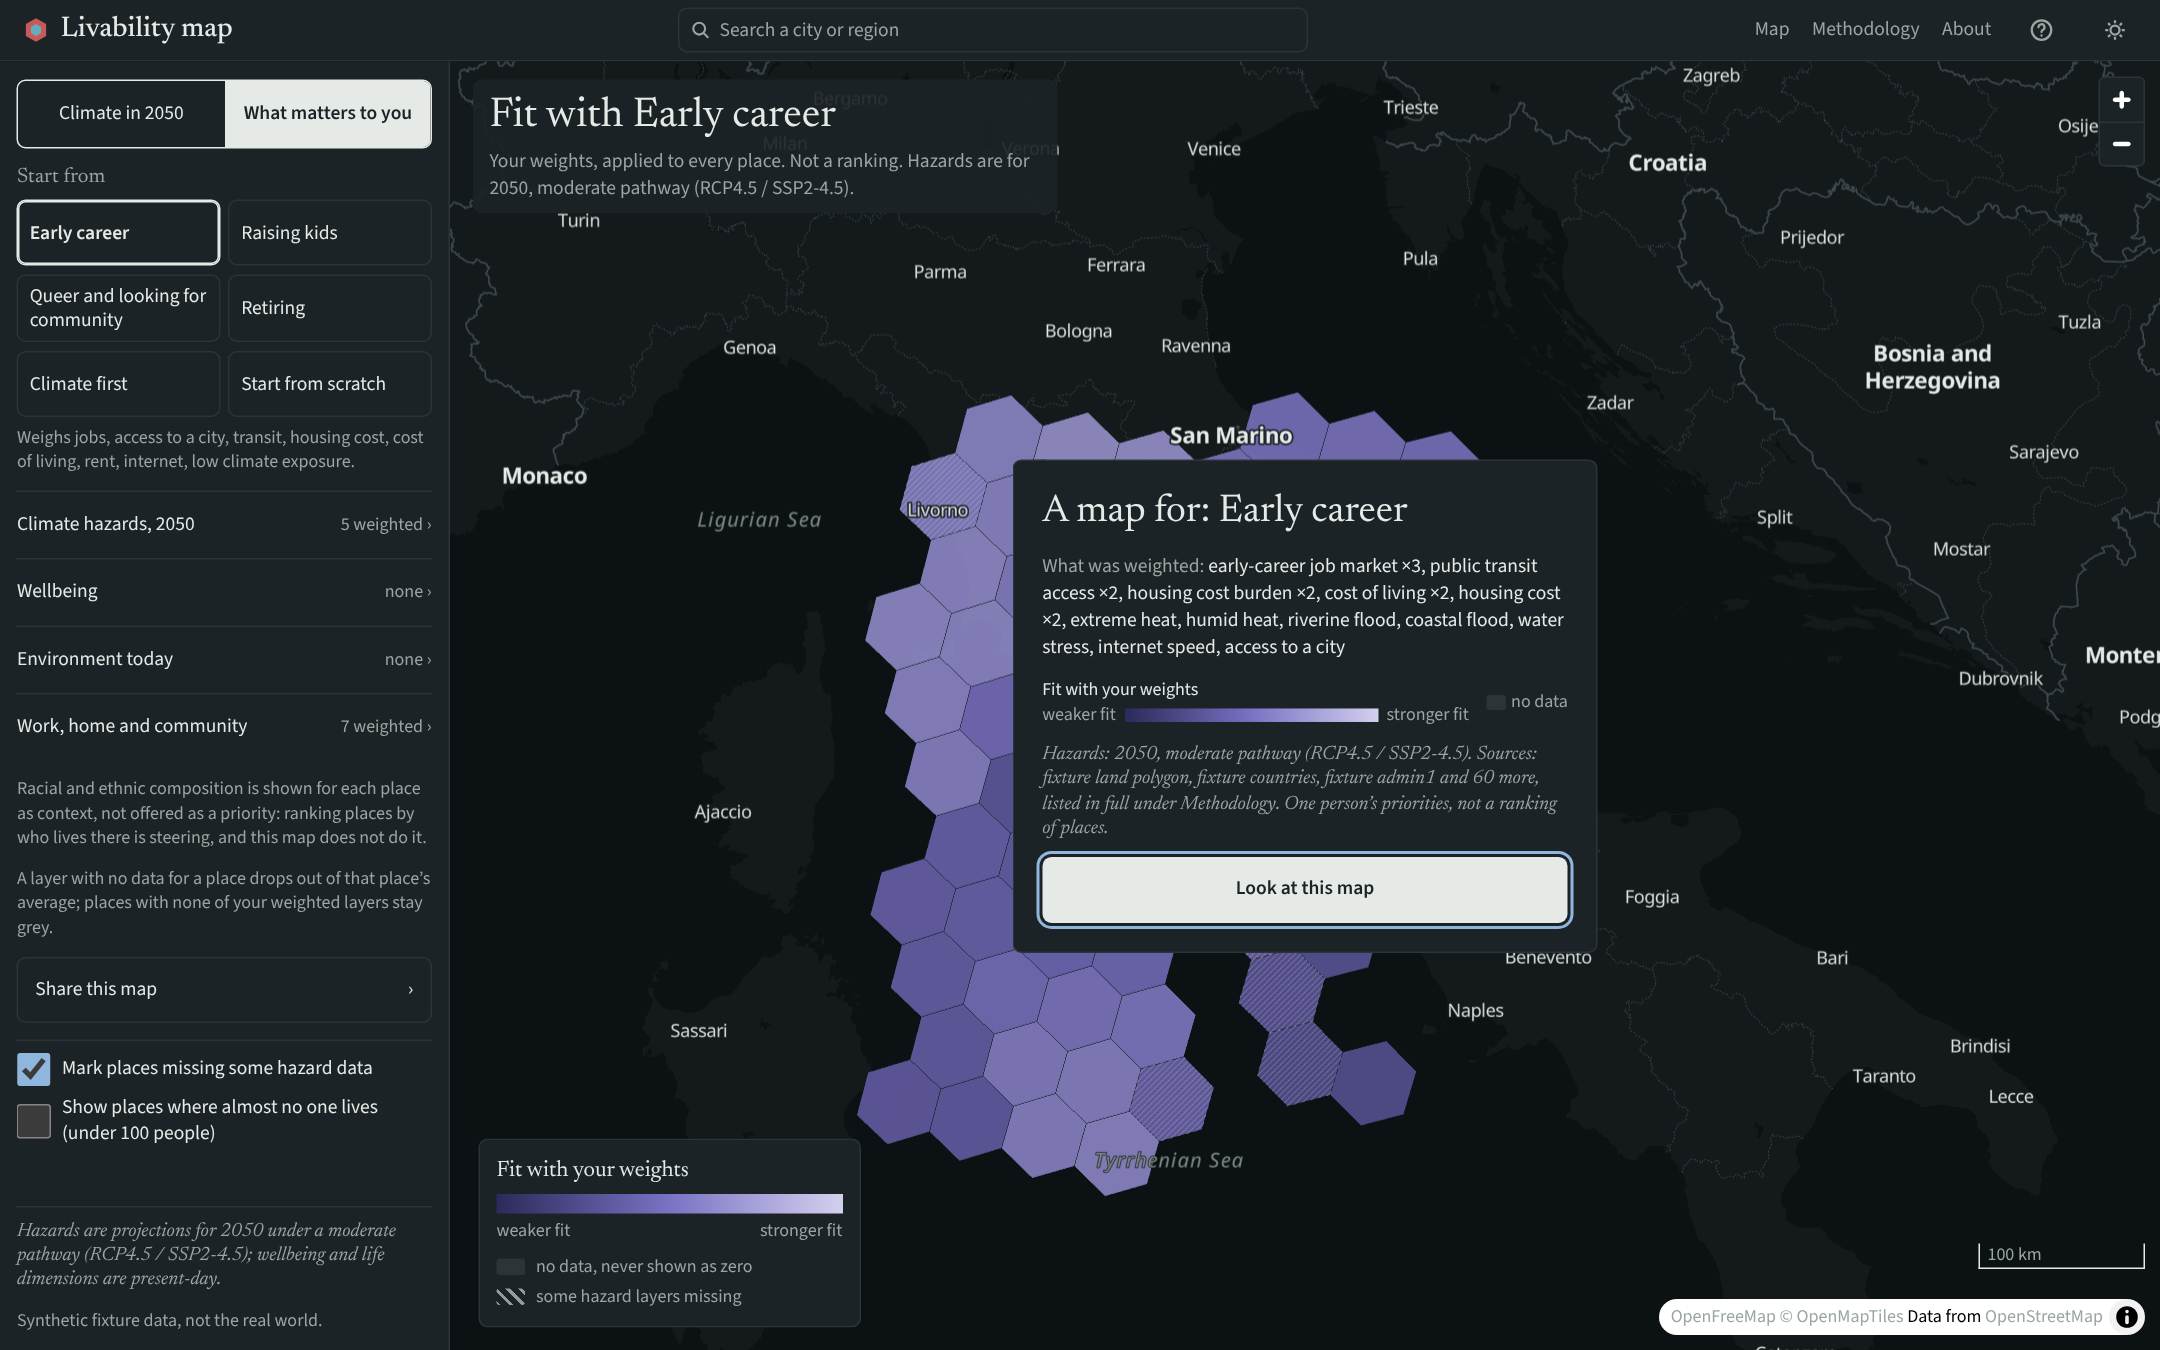 Livability map
Search a city or region
Map
Methodology
About
Climate in 2050
What matters to you
Start from
Early career
Raising kids
Queer and looking for
community
Retiring
Climate first
Start from scratch
Weighs jobs, access to a city, transit, housing cost, cost
of living, rent, internet, low climate exposure.
Climate hazards, 2050
5 weighted ›
Wellbeing
none ›
Environment today
none ›
Work, home and community
7 weighted ›
Racial and ethnic composition is shown for each place
as context, not offered as a priority: ranking places by
who lives there is steering, and this map does not do it.
A layer with no data for a place drops out of that place’s
average; places with none of your weighted layers stay
grey.
Share this map ›
Mark places missing some hazard data
Show places where almost no one lives
(under 100 people)
Hazards are projections for 2050 under a moderate
pathway (RCP4.5 / SSP2-4.5); wellbeing and life
dimensions are present-day.
Synthetic fixture data, not the real world.
Fit with Early career
Your weights, applied to every place. Not a ranking. Hazards are for
2050, moderate pathway (RCP4.5 / SSP2-4.5).
Bergamo
Milan
Verona
Zagreb
Trieste
Osije
Venice
Croatia
Turin
Prijedor
Pula
Parma
Ferrara
Tuzla
Bologna
Ravenna
Genoa
Bosnia and
Herzegovina
Zadar
San Marino
Sarajevo
Monaco
Livorno
Ligurian Sea
Split
Mostar
Monte
Dubrovnik
Podg
Ajaccio
Foggia
Benevento
Bari
Naples
Sassari
Brindisi
Taranto
Lecce
Tyrrhenian Sea
A map for: Early career
What was weighted: early-career job market ×3, public transit
access ×2, housing cost burden ×2, cost of living ×2, housing cost
×2, extreme heat, humid heat, riverine flood, coastal flood, water
stress, internet speed, access to a city
Fit with your weights
weaker fit
stronger fit
no data
Hazards: 2050, moderate pathway (RCP4.5 / SSP2-4.5). Sources:
fixture land polygon, fixture countries, fixture admin1 and 60 more,
listed in full under Methodology. One person’s priorities, not a ranking
of places.
Look at this map
Fit with your weights
weaker fit
stronger fit
no data, never shown as zero
some hazard layers missing
100 km
OpenFreeMap © OpenMapTiles Data from OpenStreetMap